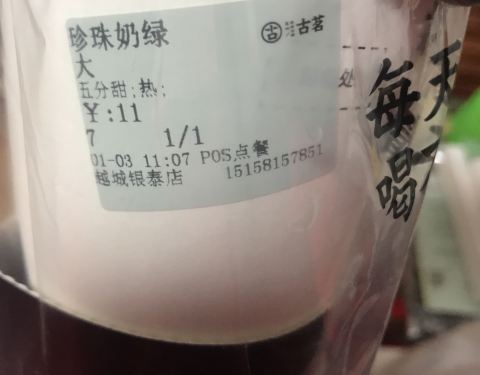 珍珠奶绿
古茗
大
五分甜;热;
¥:11
7 1/1
01-03 11:07 POS点餐
越城银泰店 15158157851
处
每天
喝